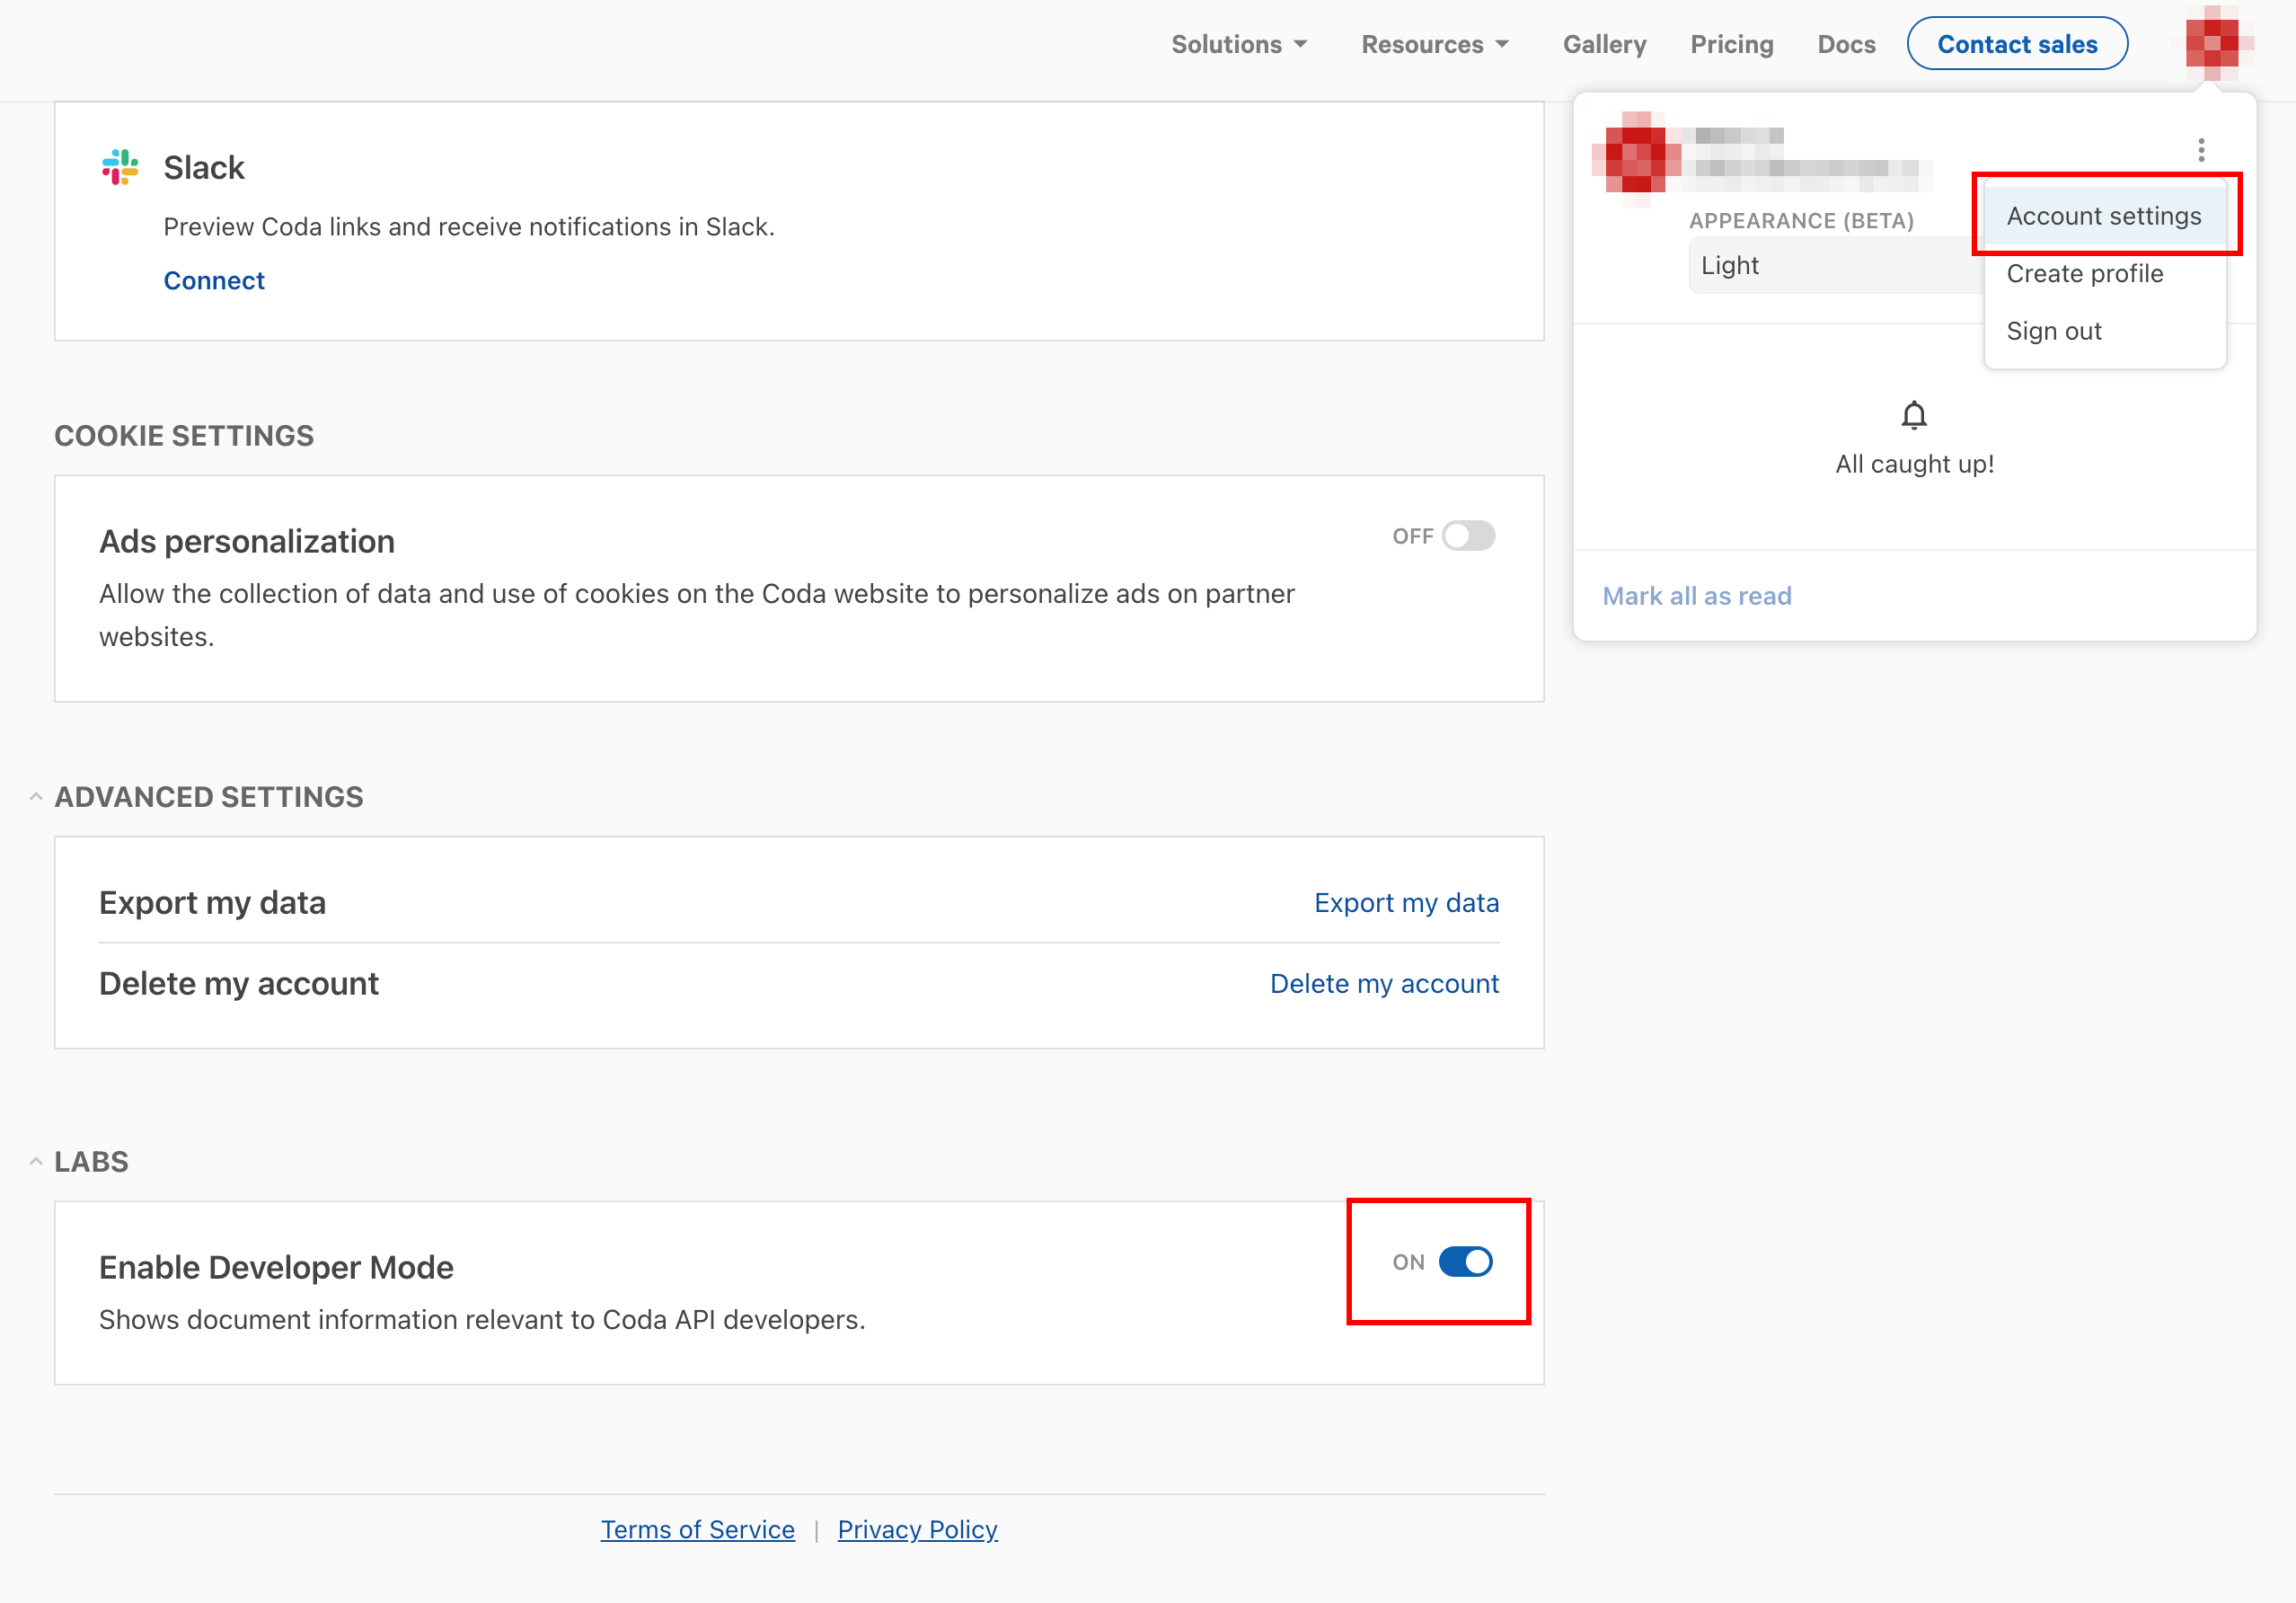 Solutions
Resources
Gallery
Pricing
Docs
Contact sales
Slack
Preview Coda links and receive notifications in Slack.
Connect
APPEARANCE (BETA)
Light
Account settings
Create profile
Sign out
All caught up!
Mark all as read
COOKIE SETTINGS
Ads personalization
OFF
Allow the collection of data and use of cookies on the Coda website to personalize ads on partner
websites.
ADVANCED SETTINGS
Export my data
Export my data
Delete my account
Delete my account
LABS
Enable Developer Mode
ON
Shows document information relevant to Coda API developers.
Terms of Service | Privacy Policy